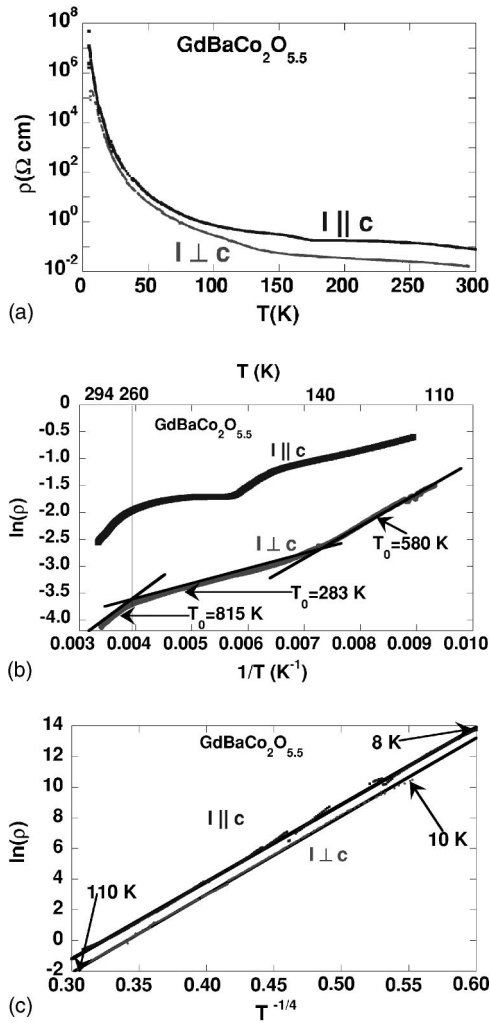 GdBaCo2O5.5
10^8
10^6
10^4
10^2
10^0
10^-2
ρ(Ω cm)
I || c
I ⊥ c
0 50 100 150 200 250 300
T(K)
(a)
T (K)
294 260 140 110
GdBaCo2O5.5
0
-0.5
-1.0
-1.5
-2.0
-2.5
-3.0
-3.5
-4.0
ln(ρ)
I || c
I ⊥ c
T0=580 K
T0=283 K
T0=815 K
0.003 0.004 0.005 0.006 0.007 0.008 0.009 0.010
1/T (K^-1)
(b)
GdBaCo2O5.5
14
12
10
8
6
4
2
0
-2
ln(ρ)
8 K
I || c
10 K
I ⊥ c
110 K
0.30 0.35 0.40 0.45 0.50 0.55 0.60
T^-1/4
(c)